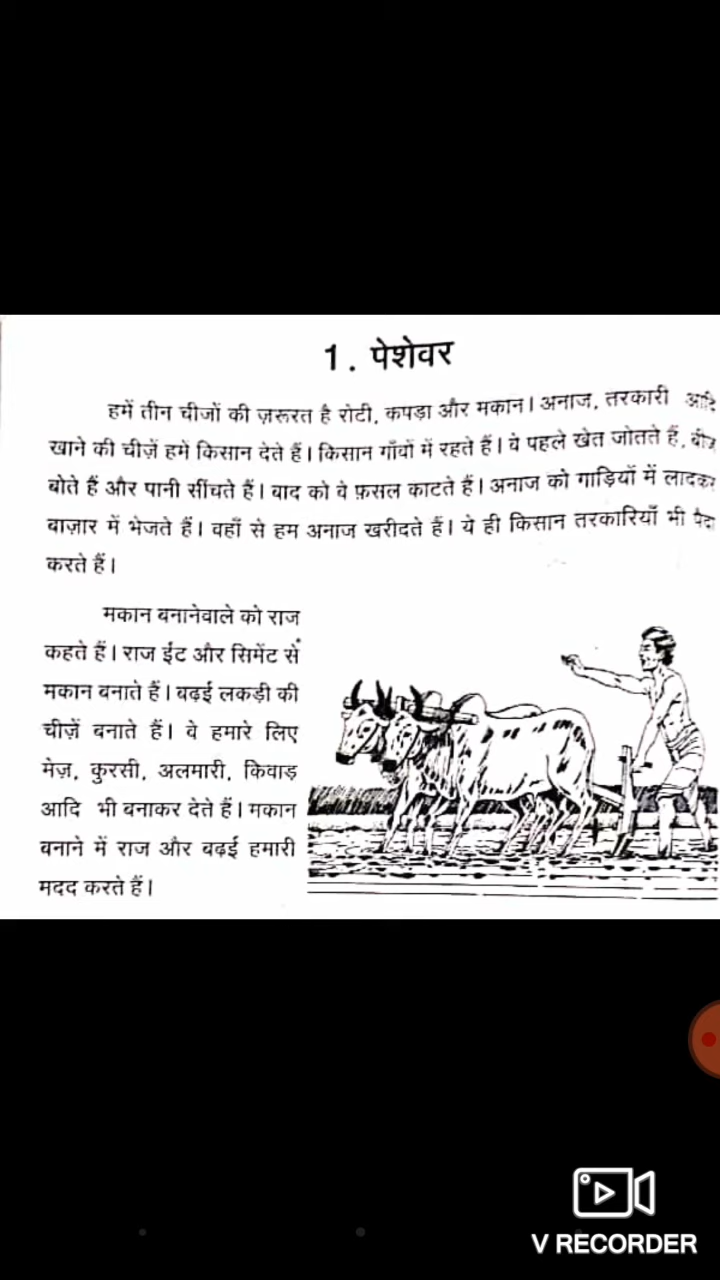 1. पेशेवर
हमें तीन चीजों की ज़रूरत है रोटी, कपड़ा और मकान। अनाज, तरकारी आदि
खाने की चीज़ें हमें किसान देते हैं। किसान गाँवों में रहते हैं। वे पहले खेत जोतते हैं, बीज
बोते हैं और पानी सींचते हैं। बाद को वे फ़सल काटते हैं। अनाज को गाड़ियों में लादकर
बाज़ार में भेजते हैं। वहाँ से हम अनाज खरीदते हैं। ये ही किसान तरकारियाँ भी पैदा
करते हैं।
मकान बनानेवाले को राज
कहते हैं। राज ईंट और सिमेंट से
मकान बनाते हैं। बढ़ई लकड़ी की
चीज़ें बनाते हैं। वे हमारे लिए
मेज़, कुरसी, अलमारी, किवाड़
आदि भी बनाकर देते हैं। मकान
बनाने में राज और बढ़ई हमारी
मदद करते हैं।
V RECORDER